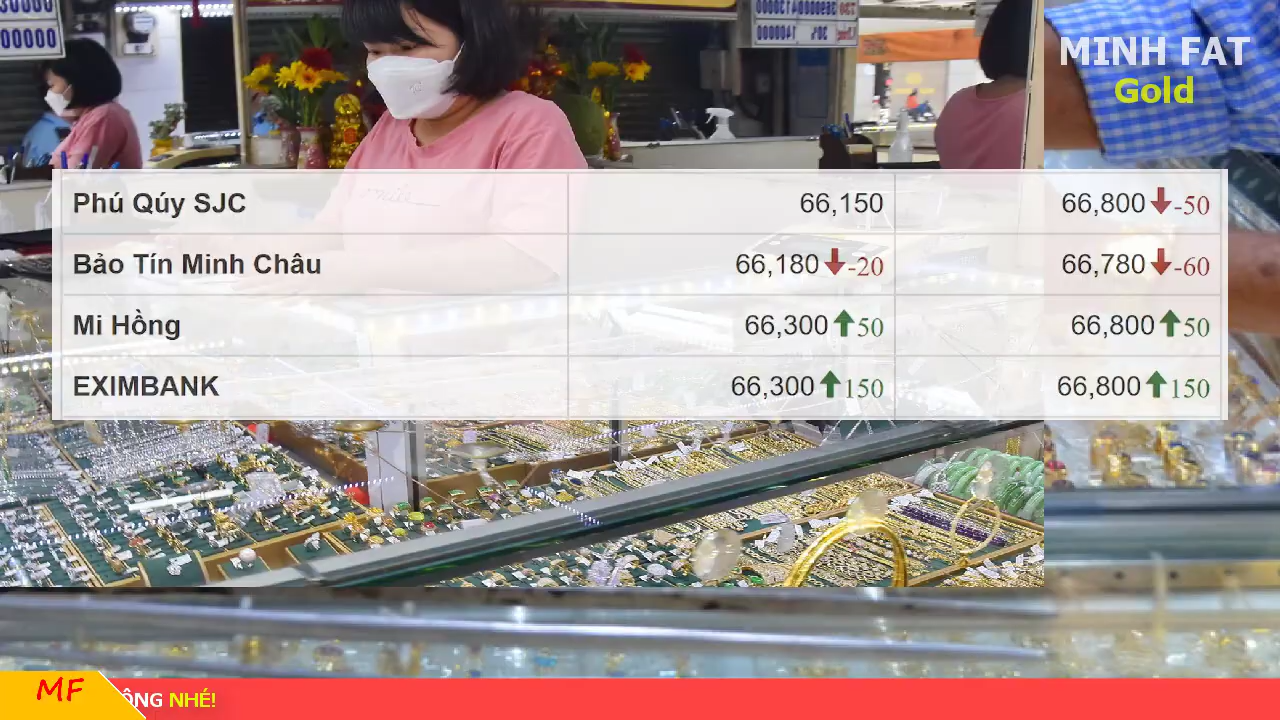 MINH FAT
Gold
Phú Qúy SJC 66,150 66,800 -50
Bảo Tín Minh Châu 66,180 -20 66,780 -60
Mi Hồng 66,300 50 66,800 50
EXIMBANK 66,300 150 66,800 150
MF ÔNG NHÉ!